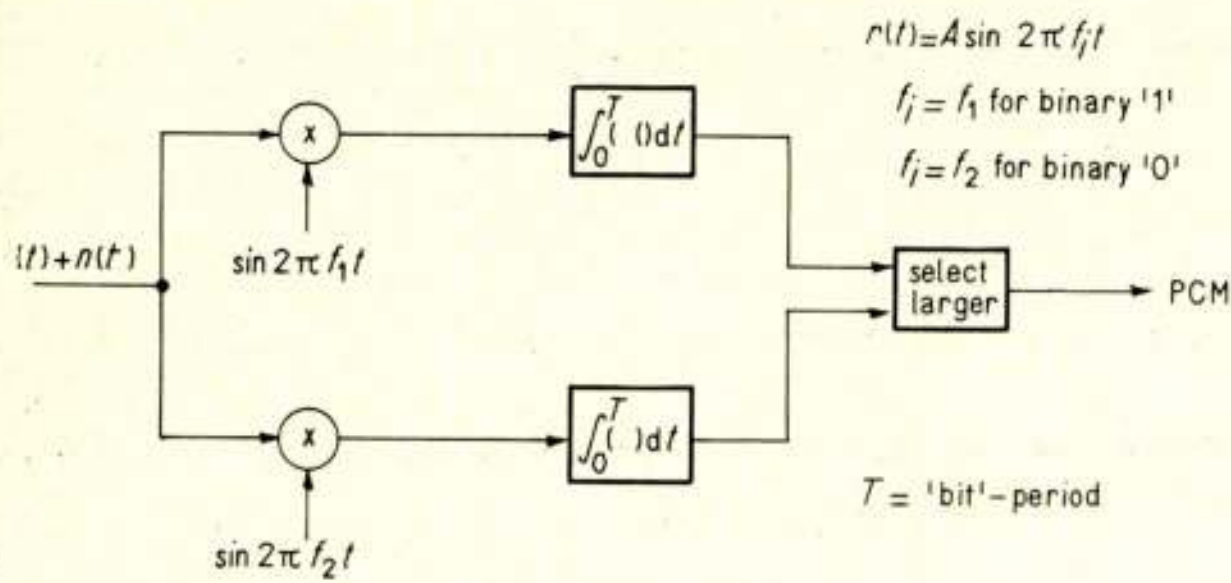 r(t)=A sin 2π fⱼt
fⱼ = f₁ for binary '1'
fⱼ = f₂ for binary '0'
x
∫₀ᵀ( ()dt
(t)+n(t)
sin 2π f₁t
select
larger
PCM
x
∫₀ᵀ( )dt
sin 2π f₂t
T = 'bit'-period